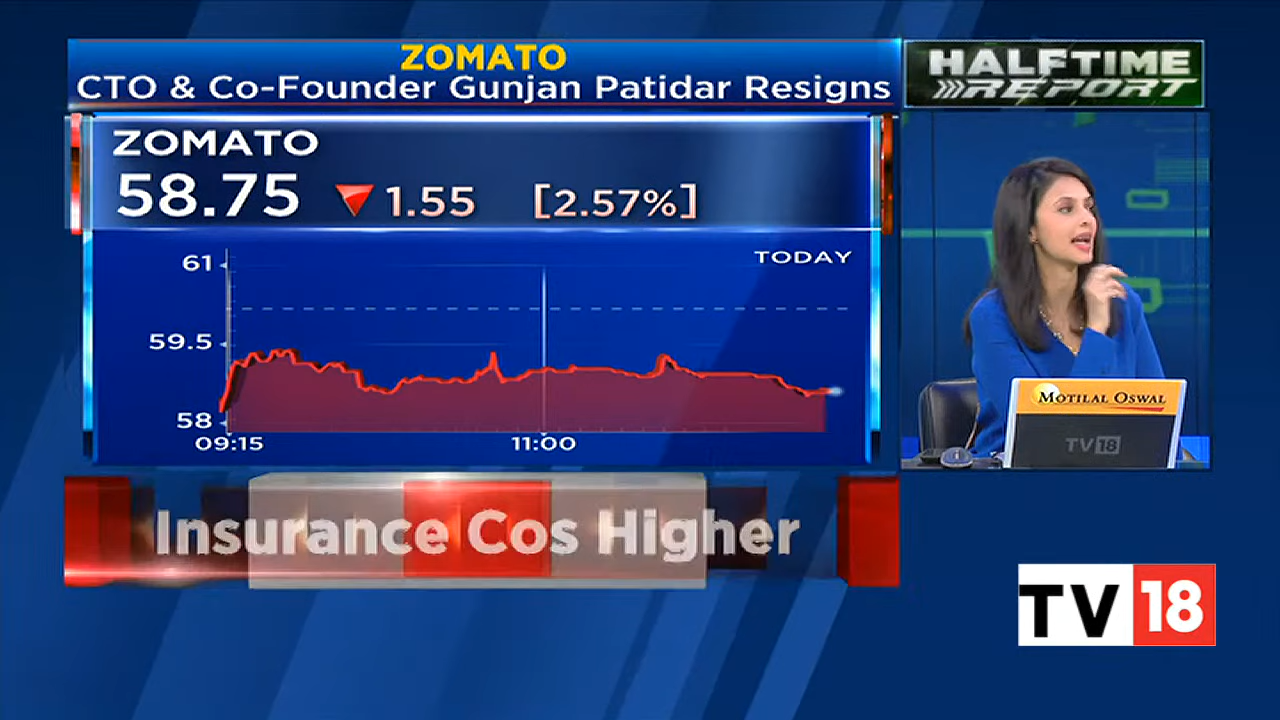 ZOMATO
CTO & Co-Founder Gunjan Patidar Resigns
HALFTIME
REPORT
ZOMATO
58.75 1.55 [2.57%]
TODAY
61
59.5
58
09:15 11:00
MOTILAL OSWAL
TV18
Insurance Cos Higher
TV18